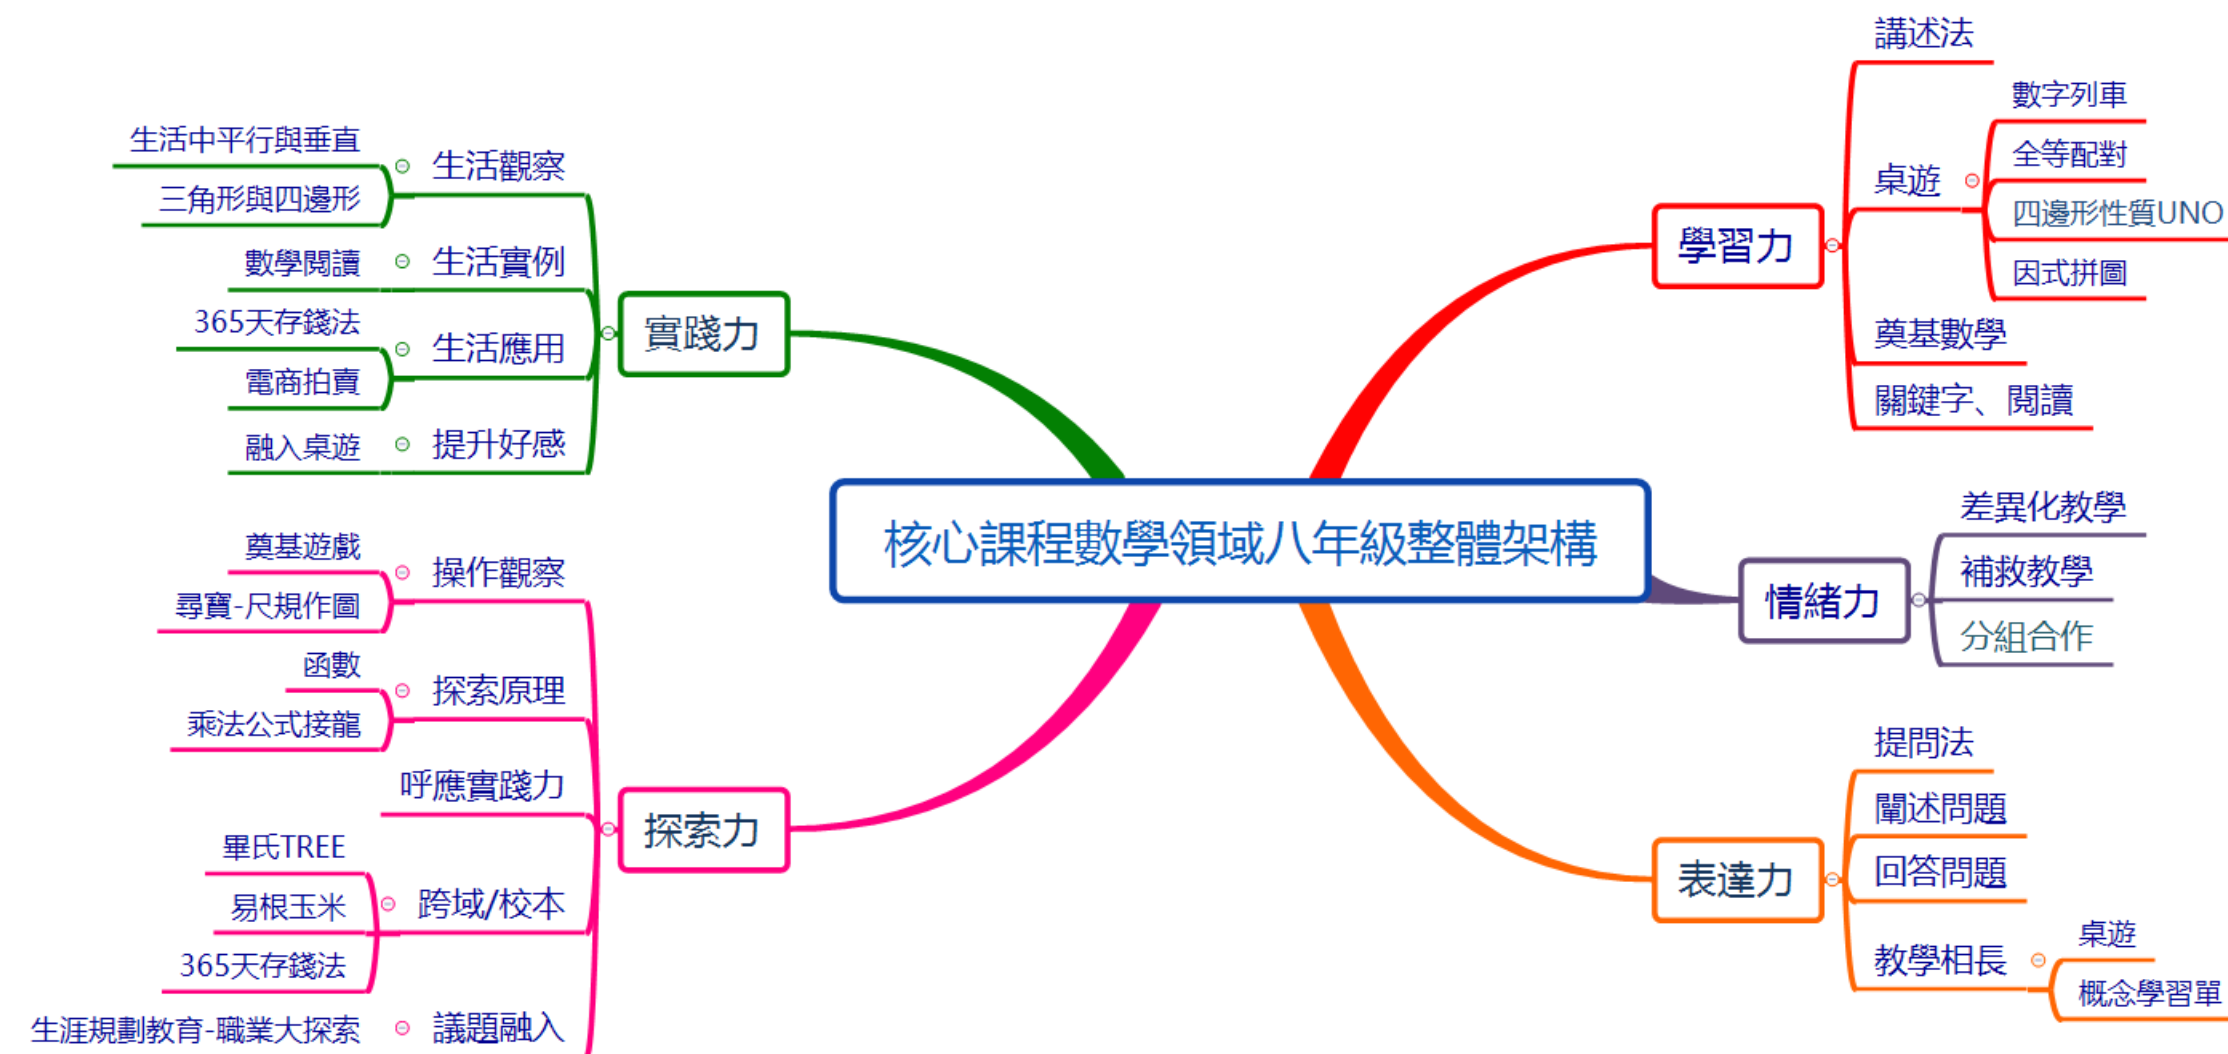 核心課程數學領域八年級整體架構
學習力
講述法
桌遊
數字列車
全等配對
四邊形性質UNO
因式拼圖
奠基數學
關鍵字、閱讀
情緒力
差異化教學
補救教學
分組合作
表達力
提問法
闡述問題
回答問題
教學相長
桌遊
概念學習單
實踐力
生活觀察
生活中平行與垂直
三角形與四邊形
生活實例
數學閱讀
生活應用
365天存錢法
電商拍賣
提升好感
融入桌遊
探索力
操作觀察
奠基遊戲
尋寶-尺規作圖
探索原理
函數
乘法公式接龍
呼應實踐力
跨域/校本
畢氏TREE
易根玉米
365天存錢法
議題融入
生涯規劃教育-職業大探索